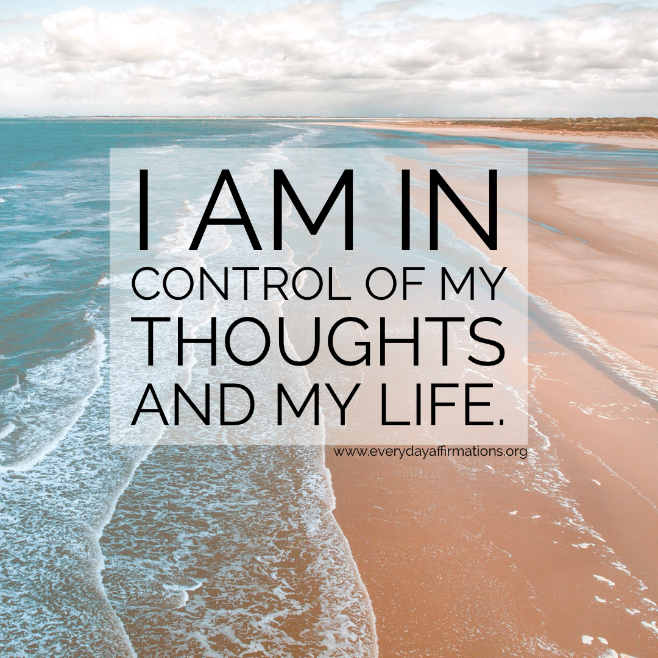 I AM IN
CONTROL OF MY
THOUGHTS
AND MY LIFE.
www.everydayaffirmations.org